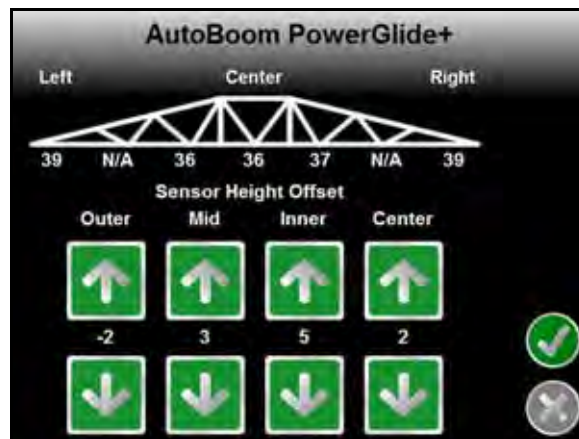 AutoBoom PowerGlide+
Left Center Right
39 N/A 36 36 37 N/A 39
Sensor Height Offset
Outer Mid Inner Center
-2 3 5 2